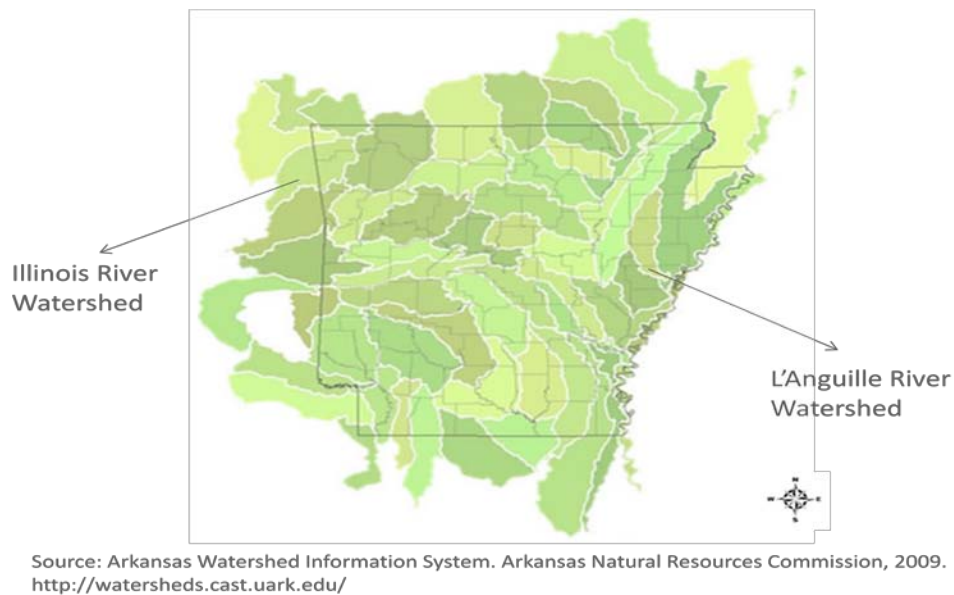 Illinois River
Watershed
L'Anguille River
Watershed
N
W E
S
Source: Arkansas Watershed Information System. Arkansas Natural Resources Commission, 2009.
http://watersheds.cast.uark.edu/